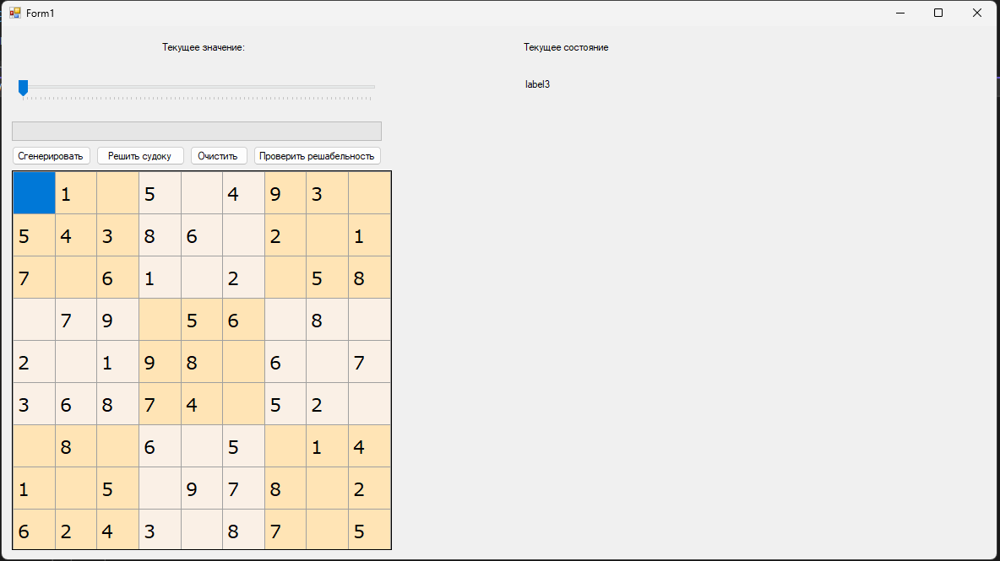 Form1
Текущее значение:
Текущее состояние
label3
Сгенерировать Решить судоку Очистить Проверить решабельность
1 5 4 9 3
5 4 3 8 6 2 1
7 6 1 2 5 8
7 9 5 6 8
2 1 9 8 6 7
3 6 8 7 4 5 2
8 6 5 1 4
1 5 9 7 8 2
6 2 4 3 8 7 5